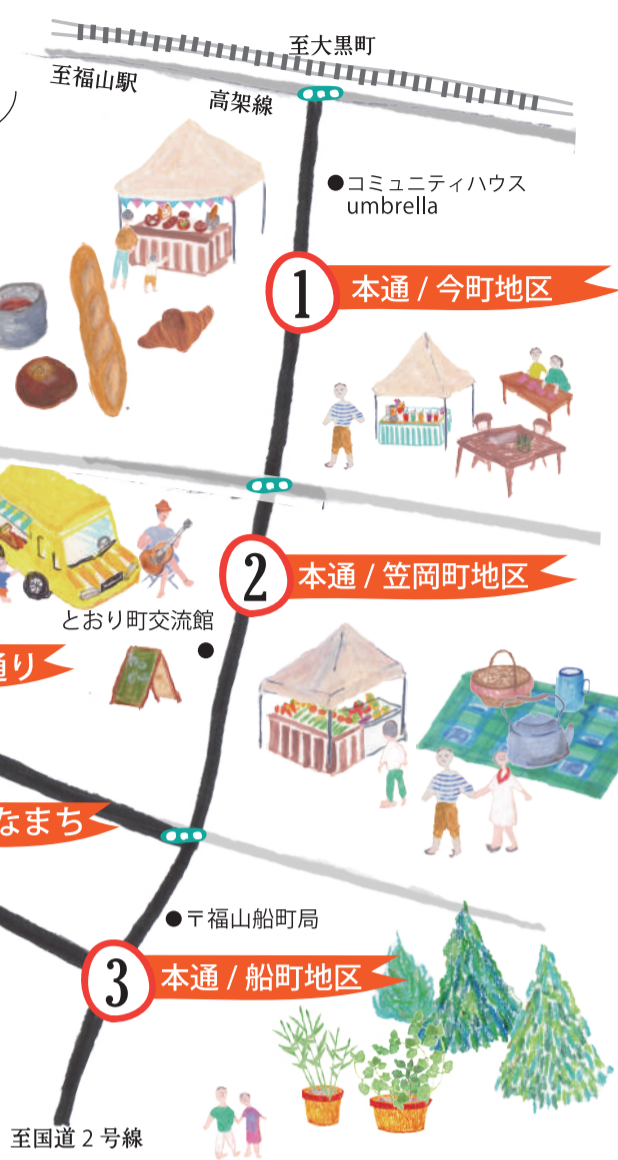 至大黒町
至福山駅
高架線
●コミュニティハウス
umbrella
1 本通 / 今町地区
2 本通 / 笠岡町地区
とおり町交流館
通り
なまち
●〒福山船町局
3 本通 / 船町地区
至国道2号線